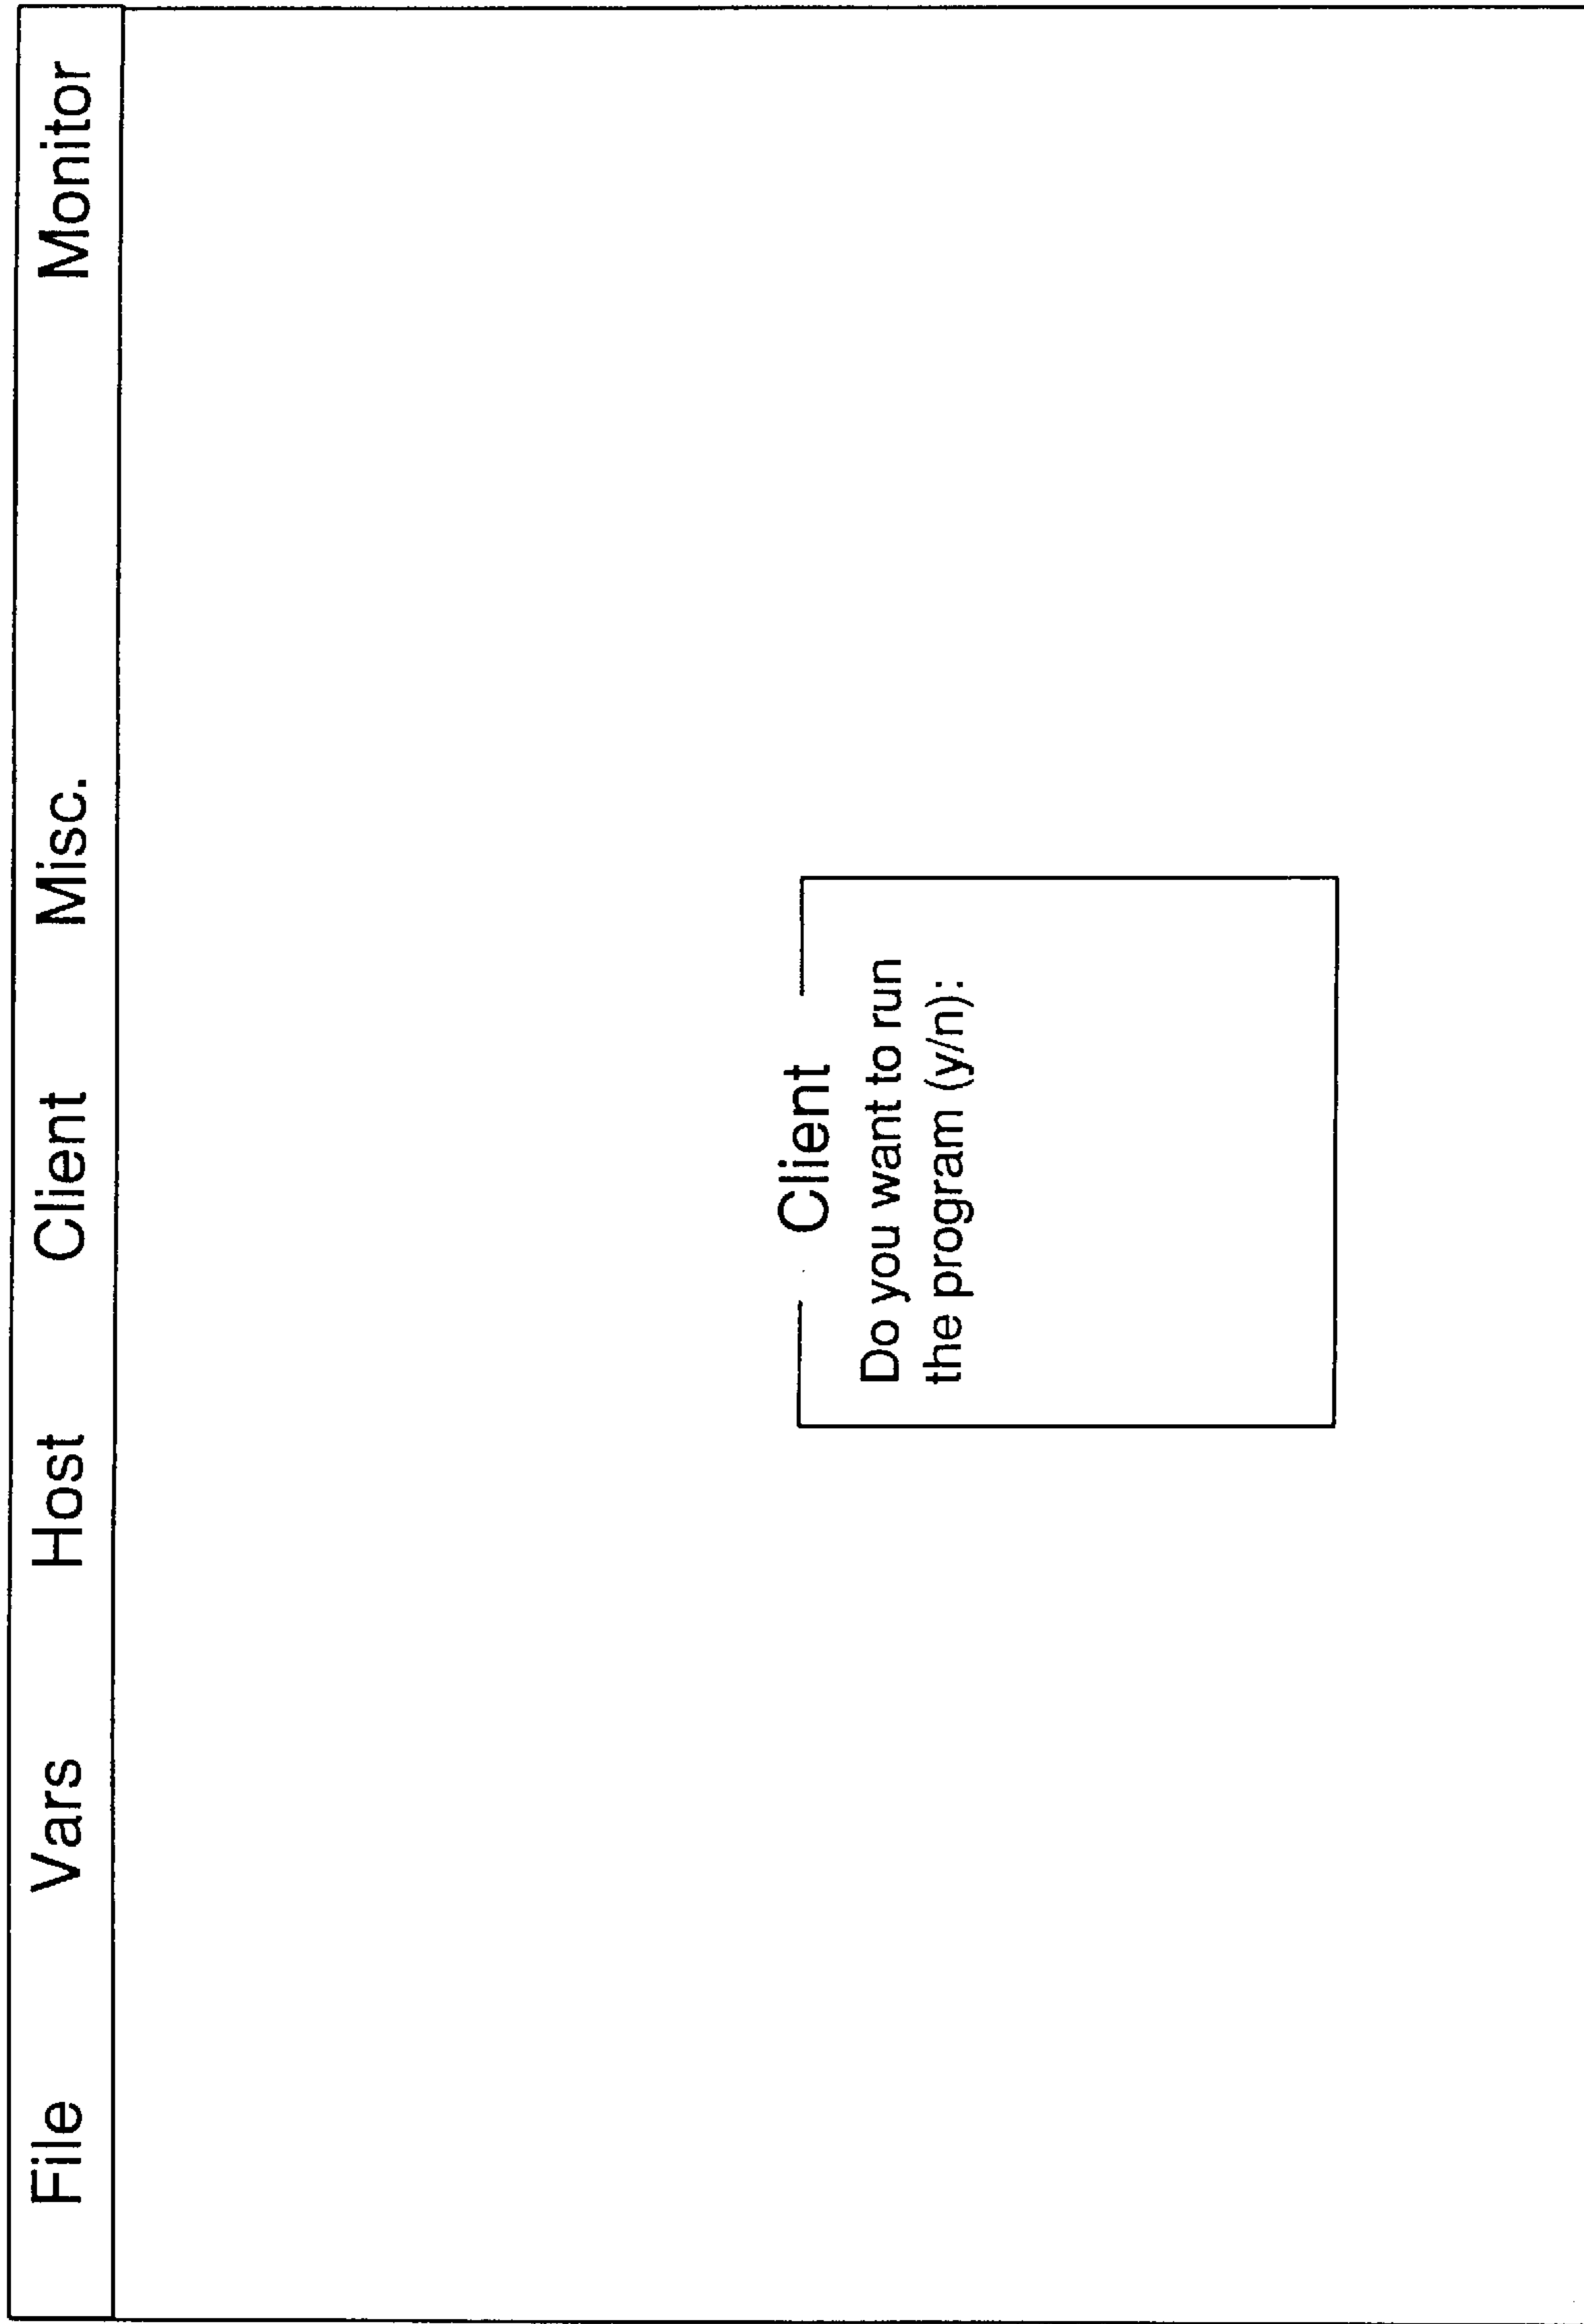 File Vars Host Client Misc. Monitor
Client
Do you want to run
the program (y/n):